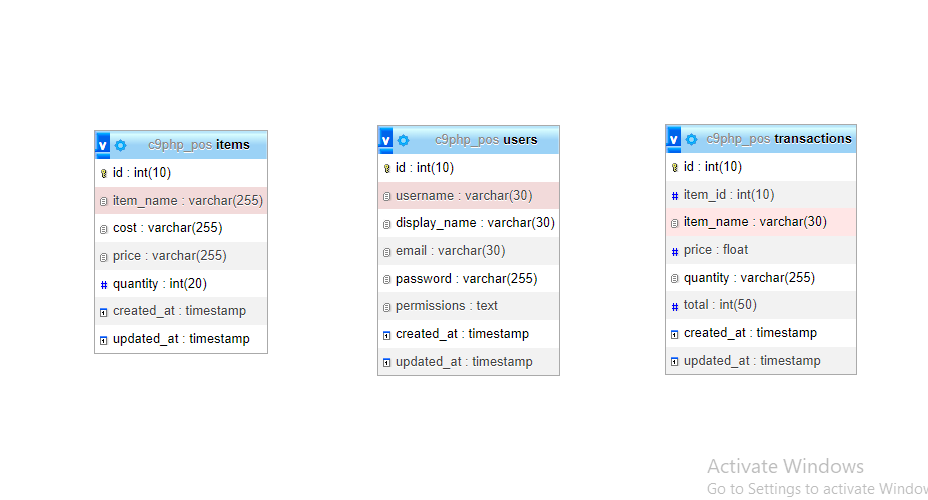 v c9php_pos items
id : int(10)
item_name : varchar(255)
cost : varchar(255)
price : varchar(255)
# quantity : int(20)
created_at : timestamp
updated_at : timestamp
v c9php_pos users
id : int(10)
username : varchar(30)
display_name : varchar(30)
email : varchar(30)
password : varchar(255)
permissions : text
created_at : timestamp
updated_at : timestamp
v c9php_pos transactions
id : int(10)
# item_id : int(10)
item_name : varchar(30)
# price : float
quantity : varchar(255)
# total : int(50)
created_at : timestamp
updated_at : timestamp
Activate Windows
Go to Settings to activate Window